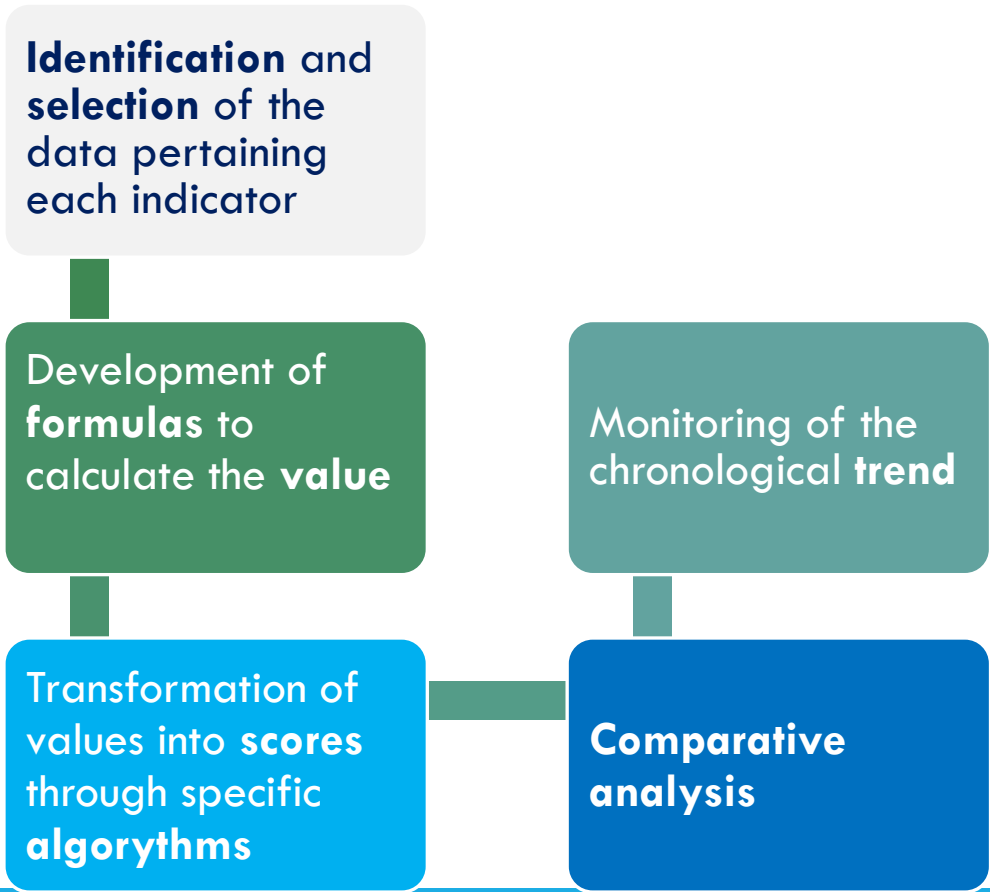 Identification and
selection of the
data pertaining
each indicator
Development of
formulas to
calculate the value
Transformation of
values into scores
through specific
algorythms
Comparative
analysis
Monitoring of the
chronological trend